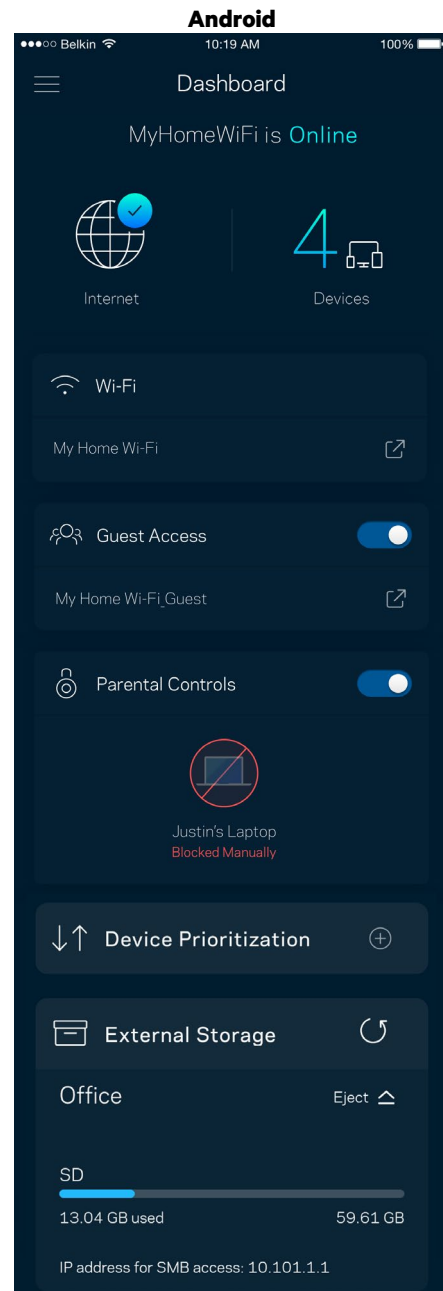 Android
Belkin 10:19 AM 100%
Dashboard
MyHomeWiFi is Online
4
Internet Devices
Wi-Fi
My Home Wi-Fi
Guest Access
My Home Wi-Fi_Guest
Parental Controls
Justin's Laptop
Blocked Manually
Device Prioritization
External Storage
Office Eject
SD
13.04 GB used 59.61 GB
IP address for SMB access: 10.101.1.1